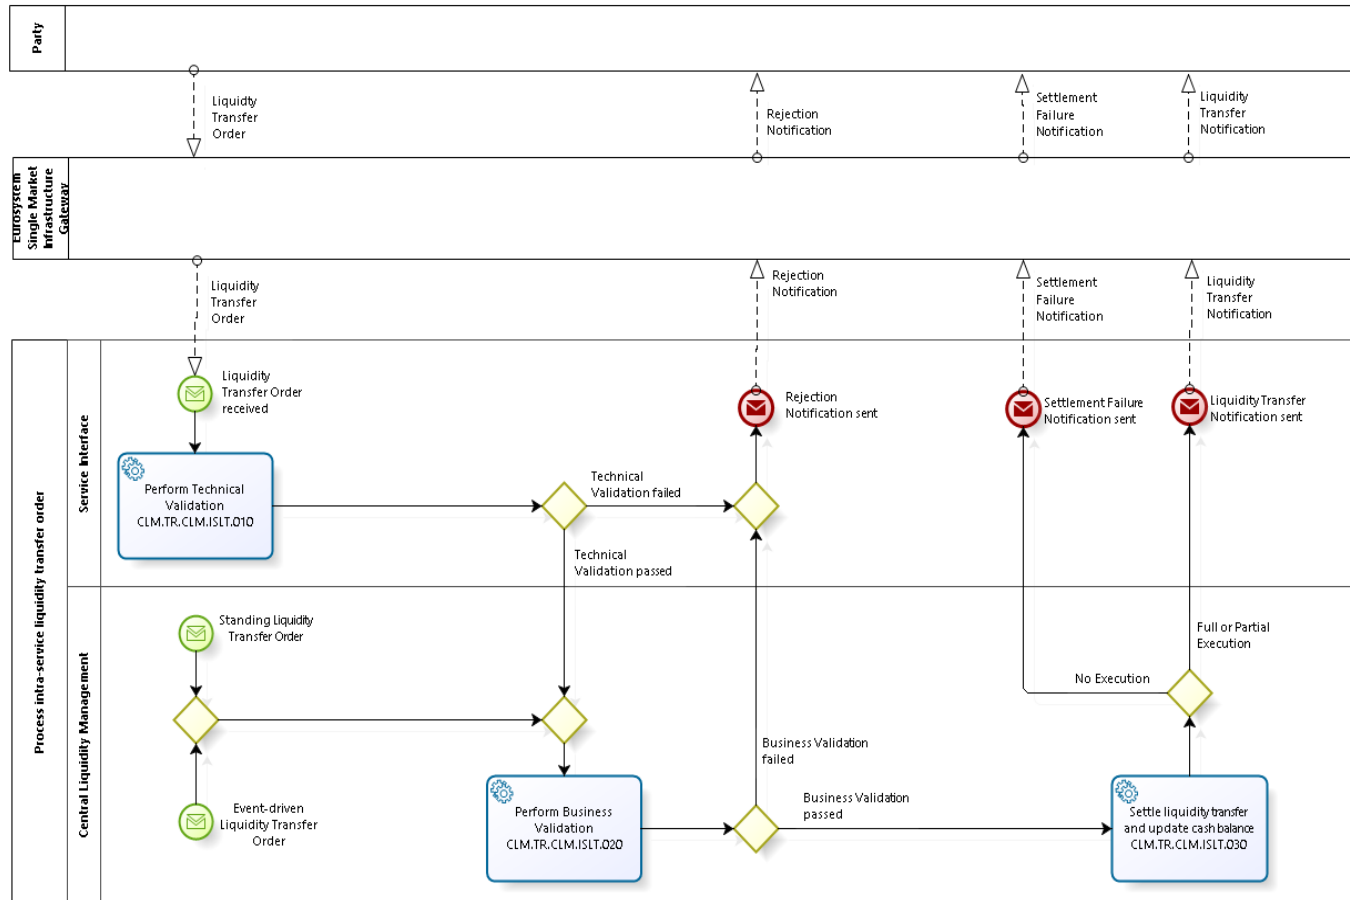 Party
Liquidty
Transfer
Order
Rejection
Notification
Settlement
Failure
Notification
Liquidity
Transfer
Notification
Eurosystem
Single Market
Infrastructure
Gateway
Liquidity
Transfer
Order
Rejection
Notification
Settlement
Failure
Notification
Liquidity
Transfer
Notification
Process intra-service liquidity transfer order
Service Interface
Liquidity
Transfer Order
received
Rejection
Notification sent
Settlement Failure
Notification sent
Liquidity Transfer
Notification sent
Perform Technical
Validation
CLM.TR.CLM.ISLT.010
Technical
Validation failed
Technical
Validation passed
Central Liquidity Management
Standing Liquidity
Transfer Order
Full or Partial
Execution
No Execution
Event-driven
Liquidity Transfer
Order
Perform Business
Validation
CLM.TR.CLM.ISLT.020
Business Validation
failed
Business Validation
passed
Settle liquidity transfer
and update cash balance
CLM.TR.CLM.ISLT.030